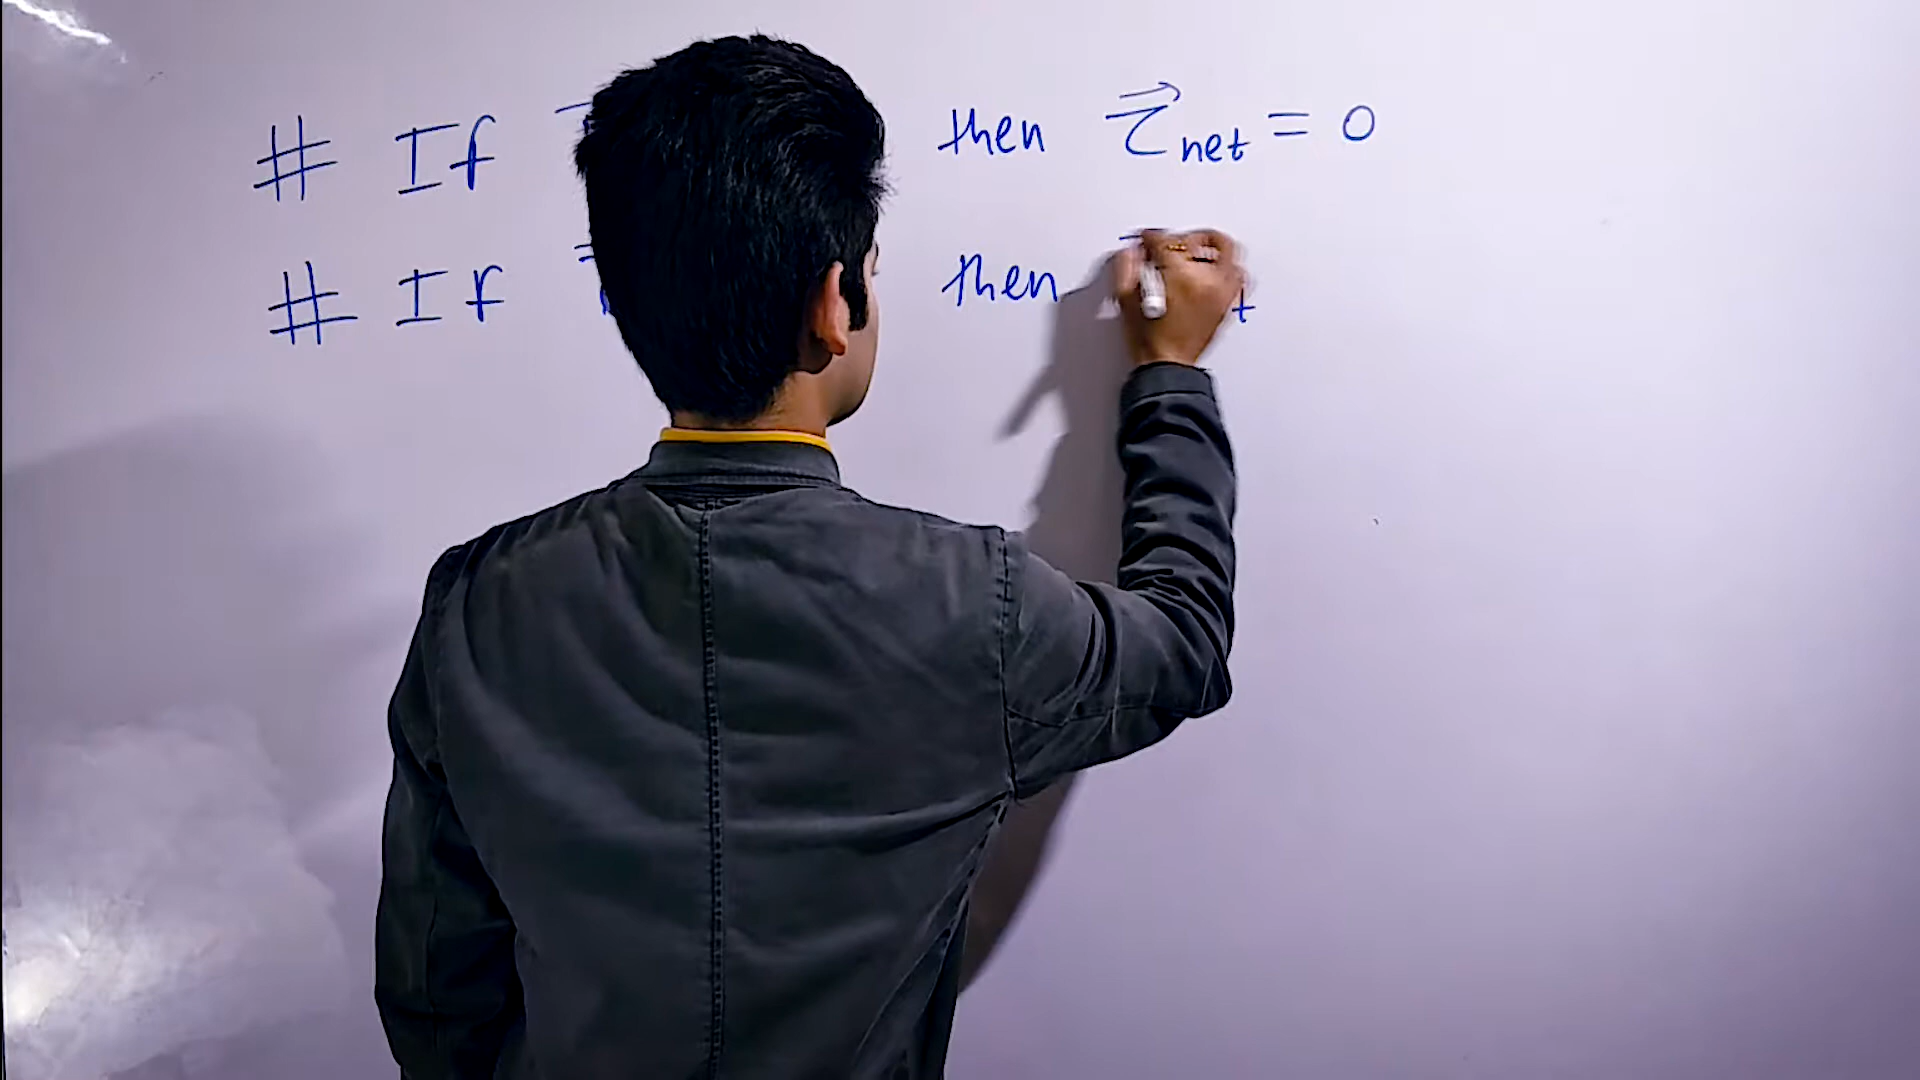 # If then τ⃗net = 0
# If then